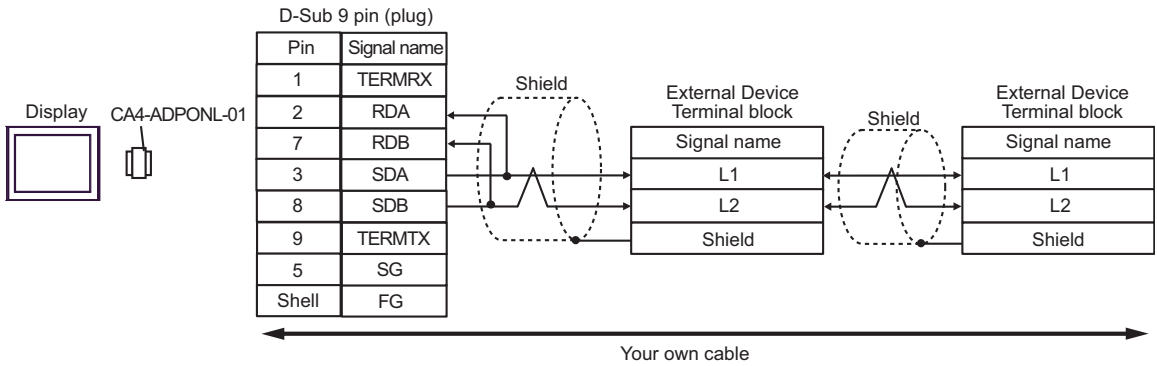 D-Sub 9 pin (plug)
Pin Signal name
1 TERMRX
2 RDA
7 RDB
3 SDA
8 SDB
9 TERMTX
5 SG
Shell FG
Display
CA4-ADPONL-01
Shield
External Device
Terminal block
Signal name
L1
L2
Shield
Shield
External Device
Terminal block
Signal name
L1
L2
Shield
Your own cable